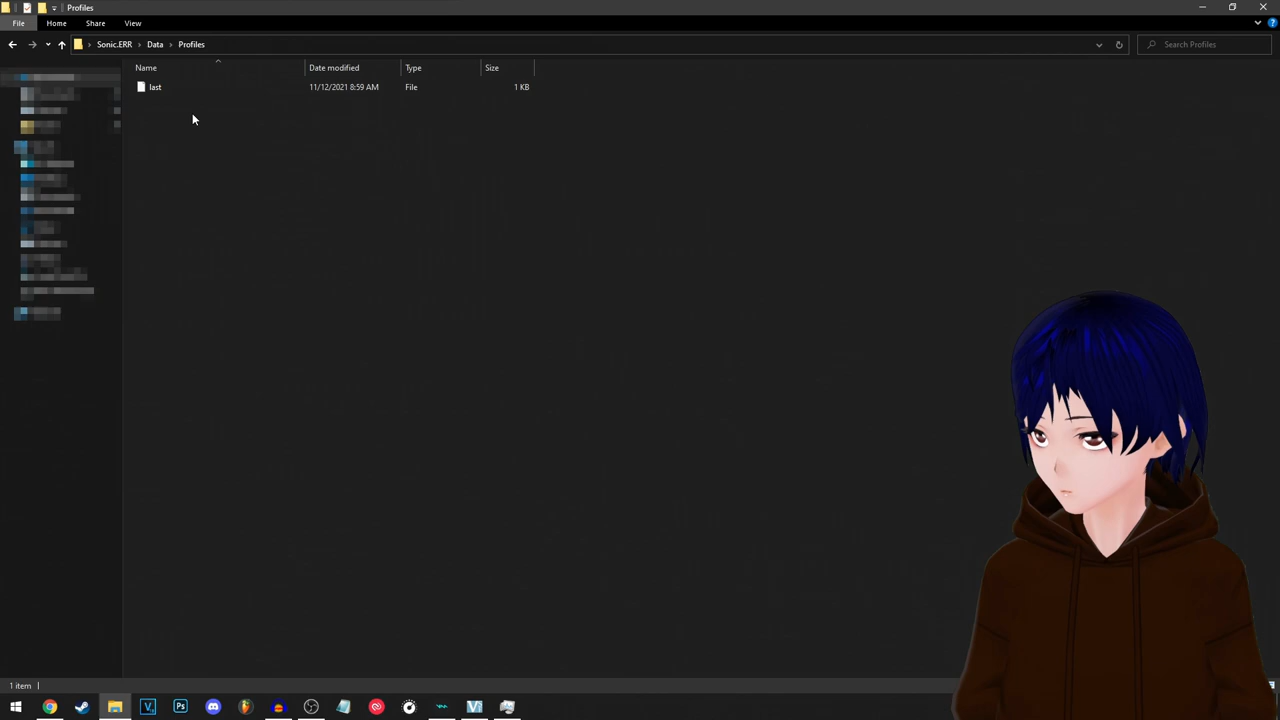 Profiles
File Home Share View
Sonic.ERR Data Profiles Search Profiles
Name Date modified Type Size
last 11/12/2021 8:59 AM File 1 KB
1 item
Ps